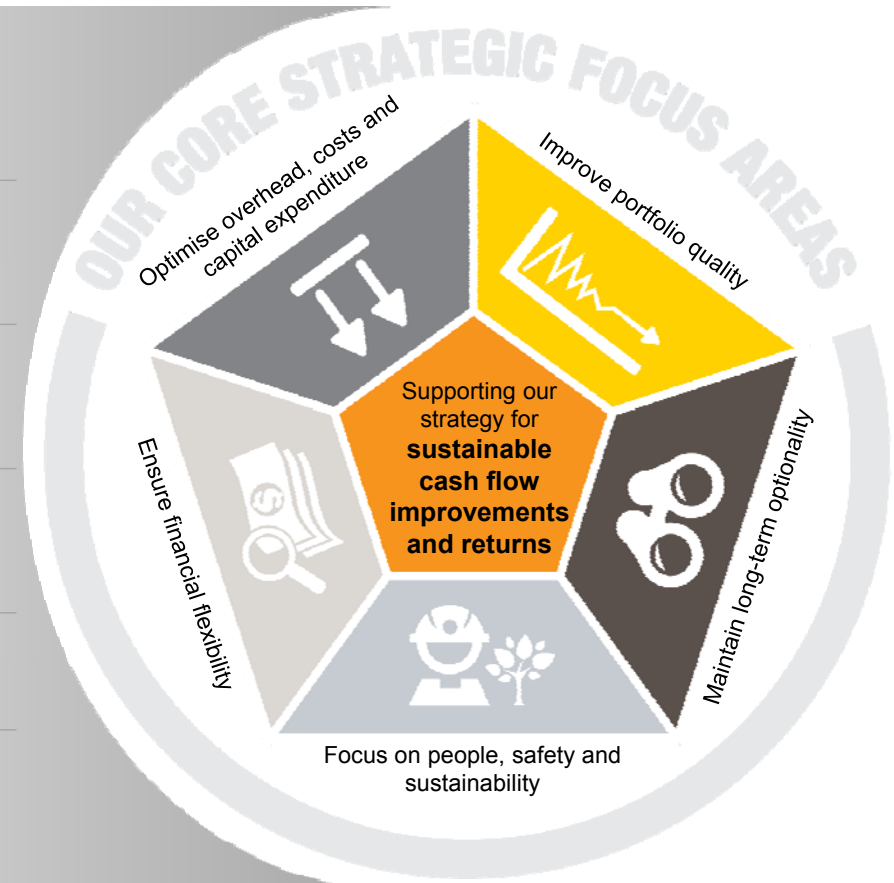 OUR CORE STRATEGIC FOCUS AREAS
Optimise overhead, costs and
capital expenditure
Improve portfolio quality
Supporting our
strategy for
sustainable
cash flow
improvements
and returns
Ensure financial flexibility
Maintain long-term optionality
Focus on people, safety and
sustainability